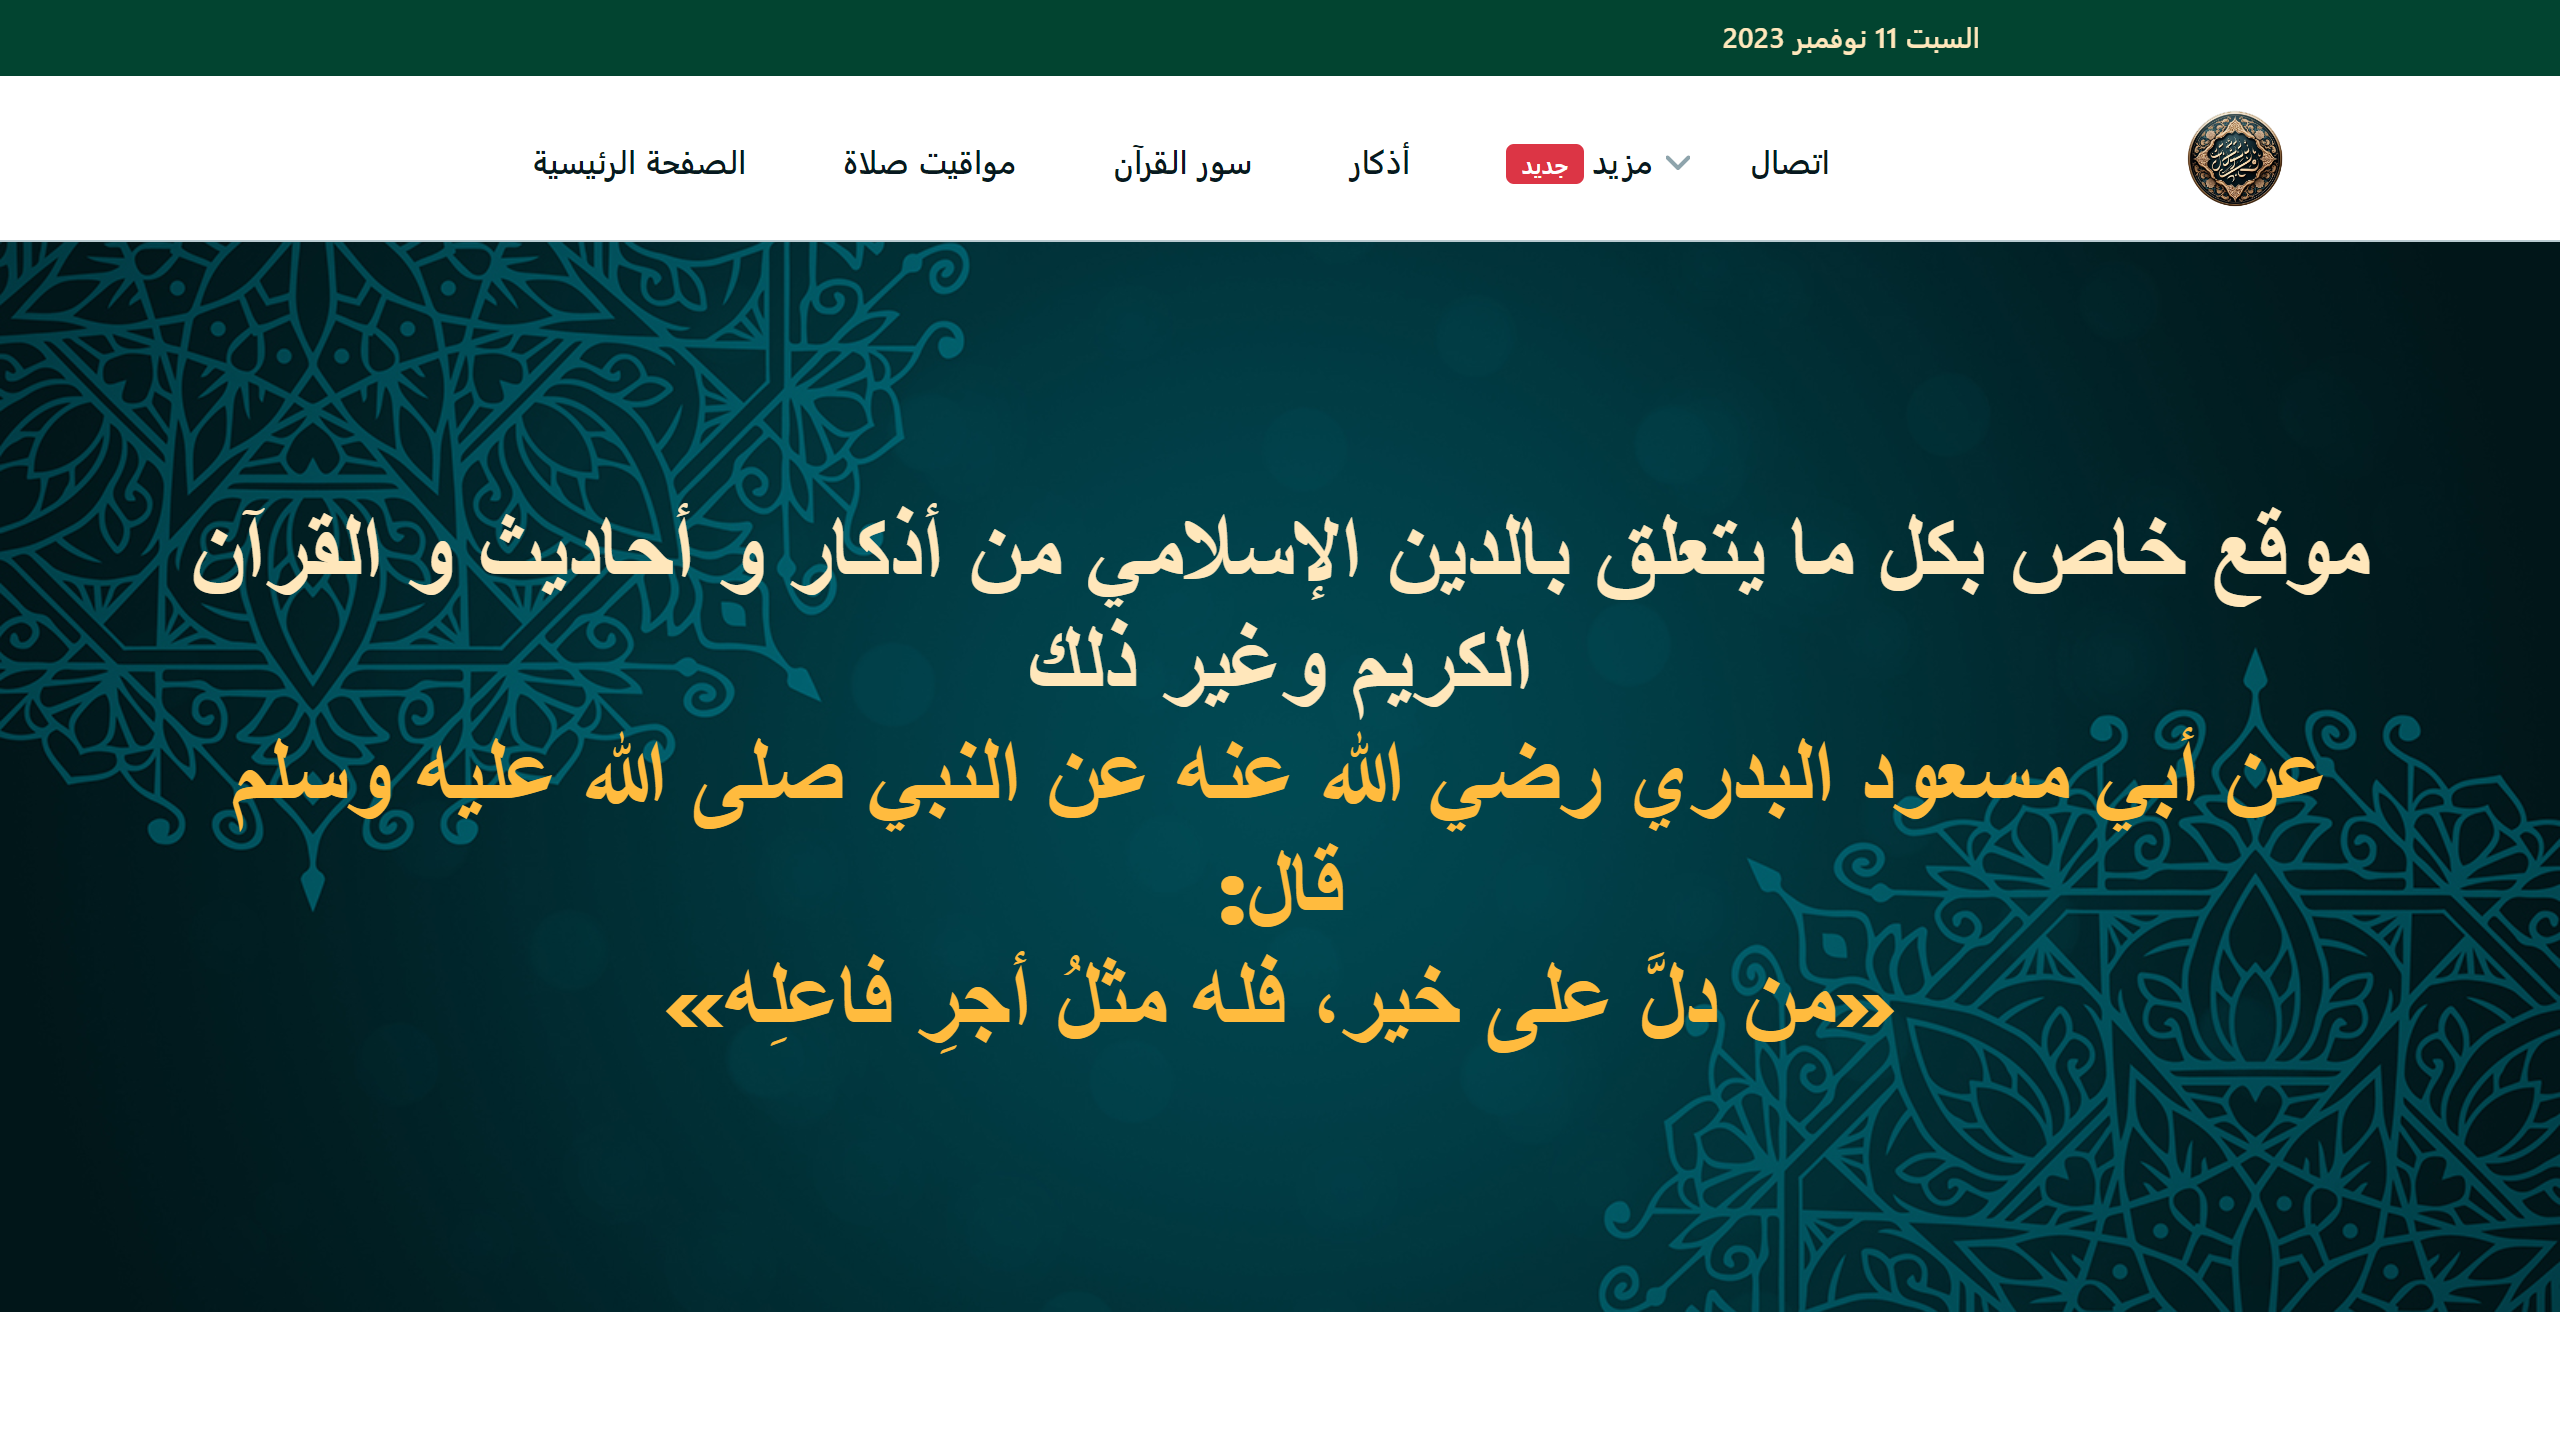 السبت 11 نوفمبر 2023
اتصال
مزيد جديد
أذكار
سور القرآن
مواقيت صلاة
الصفحة الرئيسية
موقع خاص بكل ما يتعلق بالدين الإسلامي من أذكار و أحاديث و القرآن
الكريم وغير ذلك
عن أبي مسعود البدري رضي الله عنه عن النبي صلى الله عليه وسلم
قال:
«من دلَّ على خير، فله مثلُ أجرِ فاعلِه»